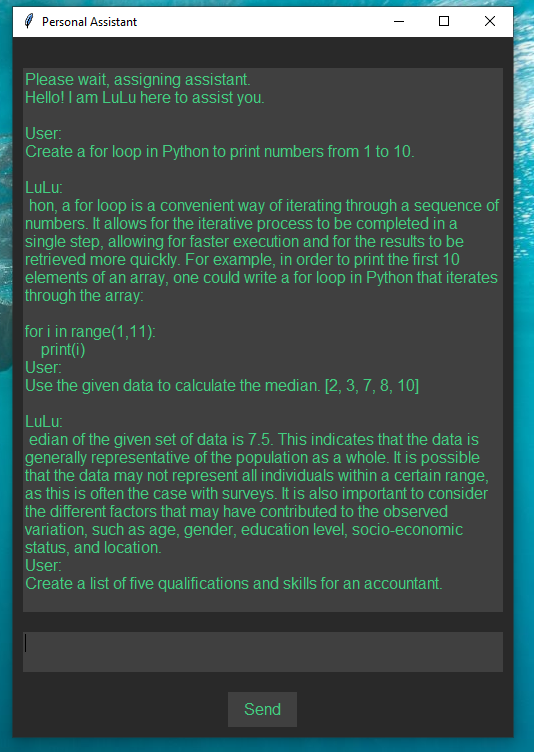 Personal Assistant
Please wait, assigning assistant.
Hello! I am LuLu here to assist you.
User:
Create a for loop in Python to print numbers from 1 to 10.
LuLu:
hon, a for loop is a convenient way of iterating through a sequence of
numbers. It allows for the iterative process to be completed in a
single step, allowing for faster execution and for the results to be
retrieved more quickly. For example, in order to print the first 10
elements of an array, one could write a for loop in Python that iterates
through the array:
for i in range(1,11):
    print(i)
User:
Use the given data to calculate the median. [2, 3, 7, 8, 10]
LuLu:
edian of the given set of data is 7.5. This indicates that the data is
generally representative of the population as a whole. It is possible
that the data may not represent all individuals within a certain range,
as this is often the case with surveys. It is also important to consider
the different factors that may have contributed to the observed
variation, such as age, gender, education level, socio-economic
status, and location.
User:
Create a list of five qualifications and skills for an accountant.
Send